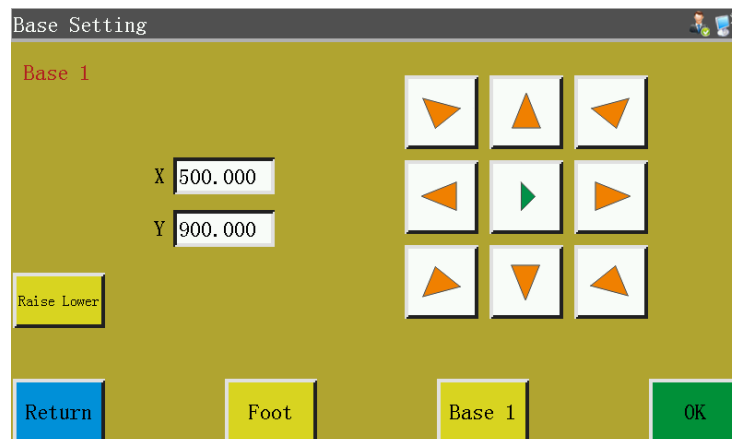 Base Setting
Base 1
X 500.000
Y 900.000
Raise Lower
Return
Foot
Base 1
OK